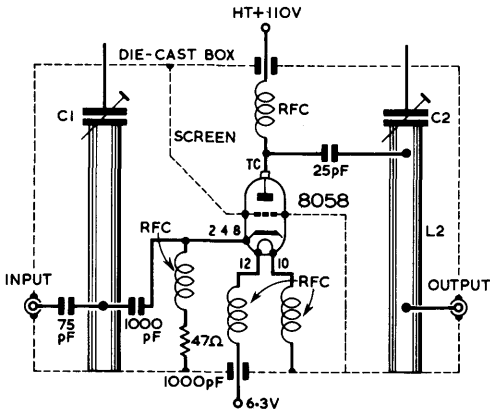 HT+110V
DIE-CAST BOX
C1
RFC
C2
SCREEN
TC
25pF
8058
RFC
2 4 8
L2
12
10
RFC
INPUT
OUTPUT
75
pF
1000
pF
47Ω
1000pF
6·3V